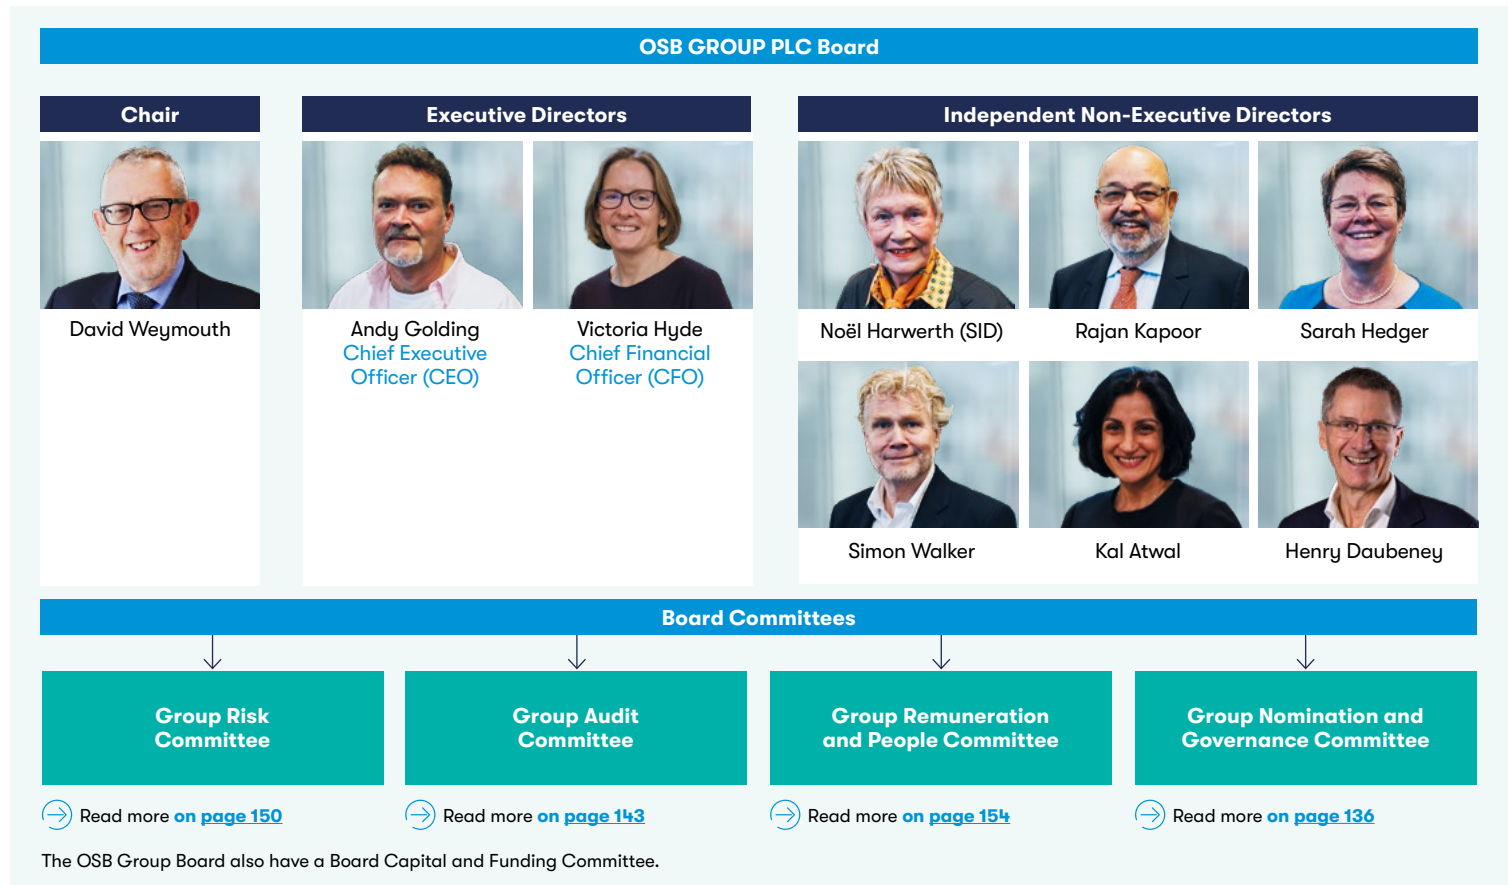 OSB GROUP PLC Board
Chair
Executive Directors
Independent Non-Executive Directors
David Weymouth
Andy Golding
Chief Executive
Officer (CEO)
Victoria Hyde
Chief Financial
Officer (CFO)
Noël Harwerth (SID)
Rajan Kapoor
Sarah Hedger
Simon Walker
Kal Atwal
Henry Daubeney
Board Committees
Group Risk
Committee
Group Audit
Committee
Group Remuneration
and People Committee
Group Nomination and
Governance Committee
Read more on page 150
Read more on page 143
Read more on page 154
Read more on page 136
The OSB Group Board also have a Board Capital and Funding Committee.